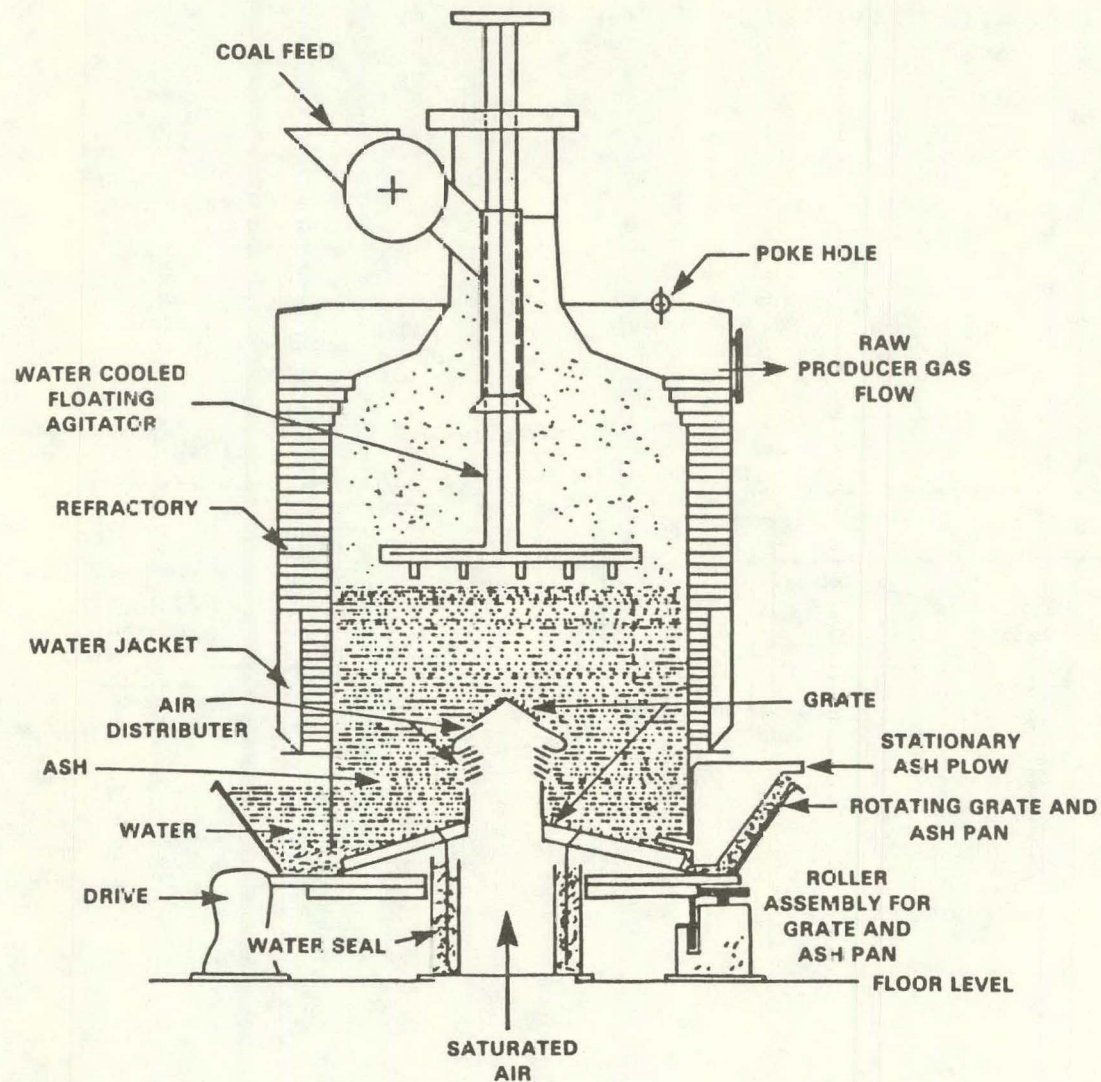 COAL FEED
POKE HOLE
RAW
PRODUCER GAS
FLOW
WATER COOLED
FLOATING
AGITATOR
REFRACTORY
WATER JACKET
AIR
DISTRIBUTER
GRATE
STATIONARY
ASH PLOW
ASH
ROTATING GRATE AND
ASH PAN
WATER
DRIVE
ROLLER
ASSEMBLY FOR
GRATE AND
ASH PAN
WATER SEAL
FLOOR LEVEL
SATURATED
AIR